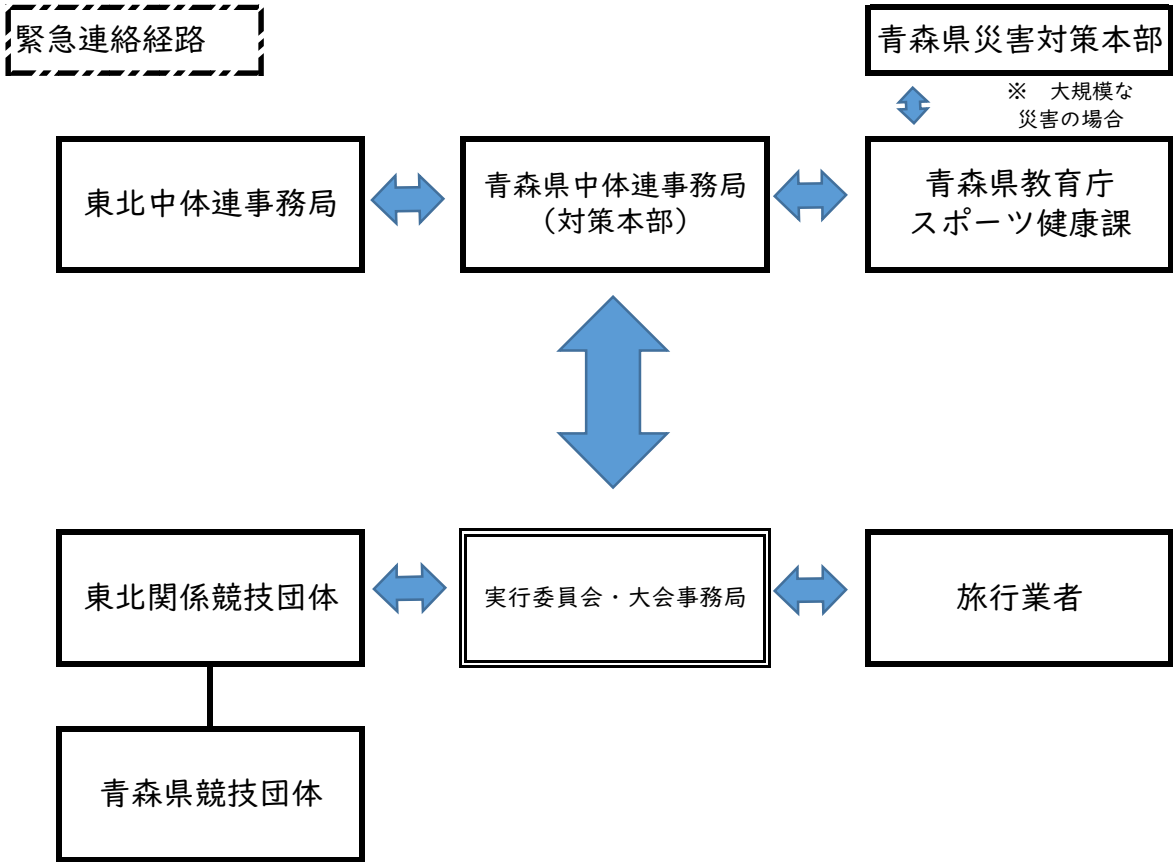 緊急連絡経路
青森県災害対策本部
※　大規模な
災害の場合
東北中体連事務局
青森県中体連事務局
（対策本部）
青森県教育庁
スポーツ健康課
東北関係競技団体
実行委員会・大会事務局
旅行業者
青森県競技団体